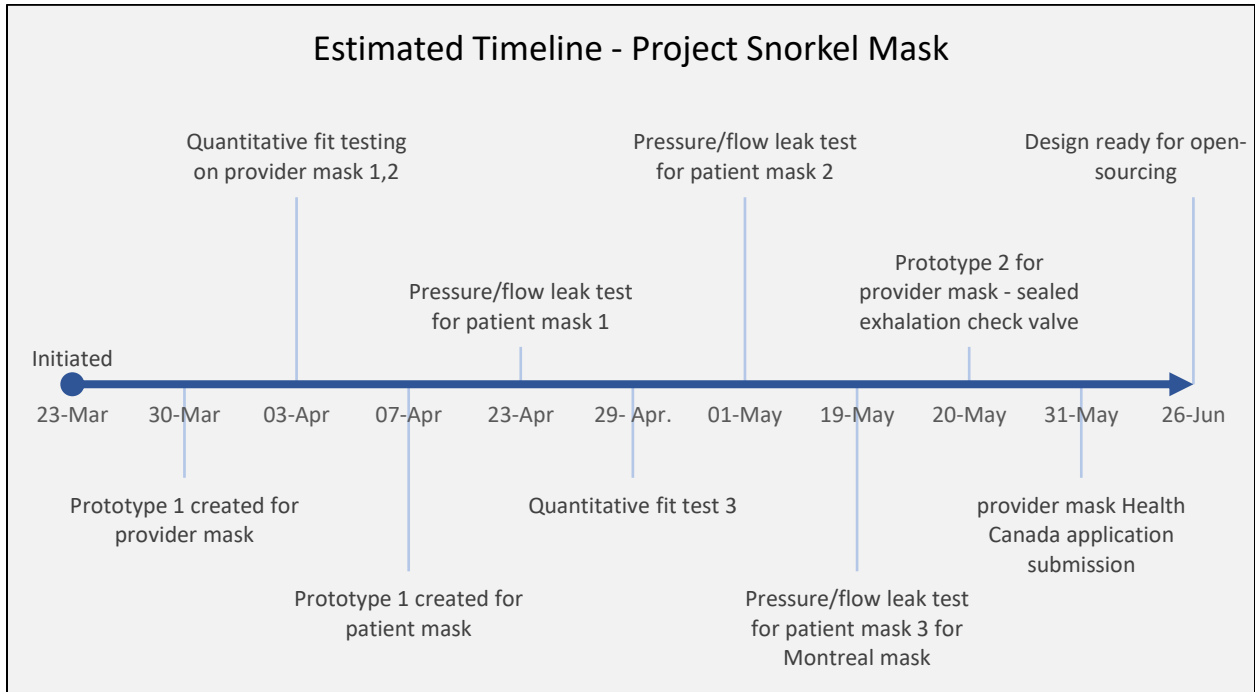 Estimated Timeline - Project Snorkel Mask
Quantitative fit testing
on provider mask 1,2
Pressure/flow leak test
for patient mask 2
Design ready for open-
sourcing
Pressure/flow leak test
for patient mask 1
Prototype 2 for
provider mask - sealed
exhalation check valve
Initiated
23-Mar
30-Mar
03-Apr
07-Apr
23-Apr
29- Apr.
01-May
19-May
20-May
31-May
26-Jun
Prototype 1 created for
provider mask
Quantitative fit test 3
provider mask Health
Canada application
submission
Prototype 1 created for
patient mask
Pressure/flow leak test
for patient mask 3 for
Montreal mask